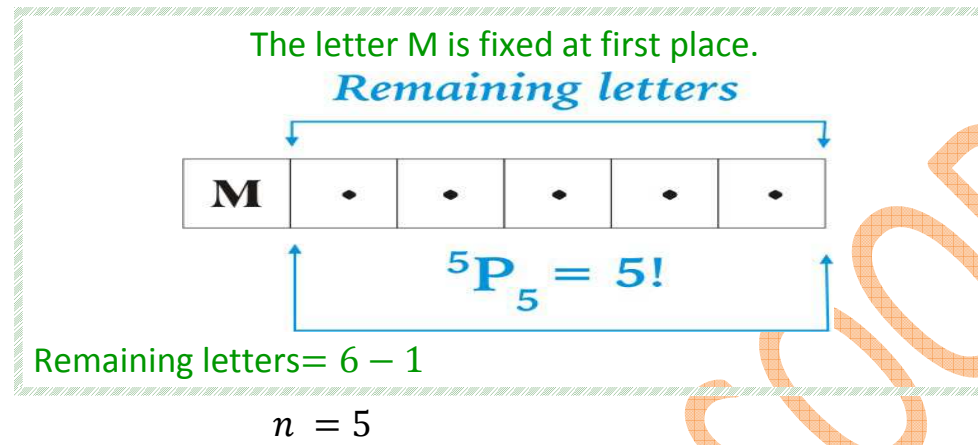 The letter M is fixed at first place.
Remaining letters
M • • • • •
⁵P₅ = 5!
Remaining letters= 6 − 1
n = 5